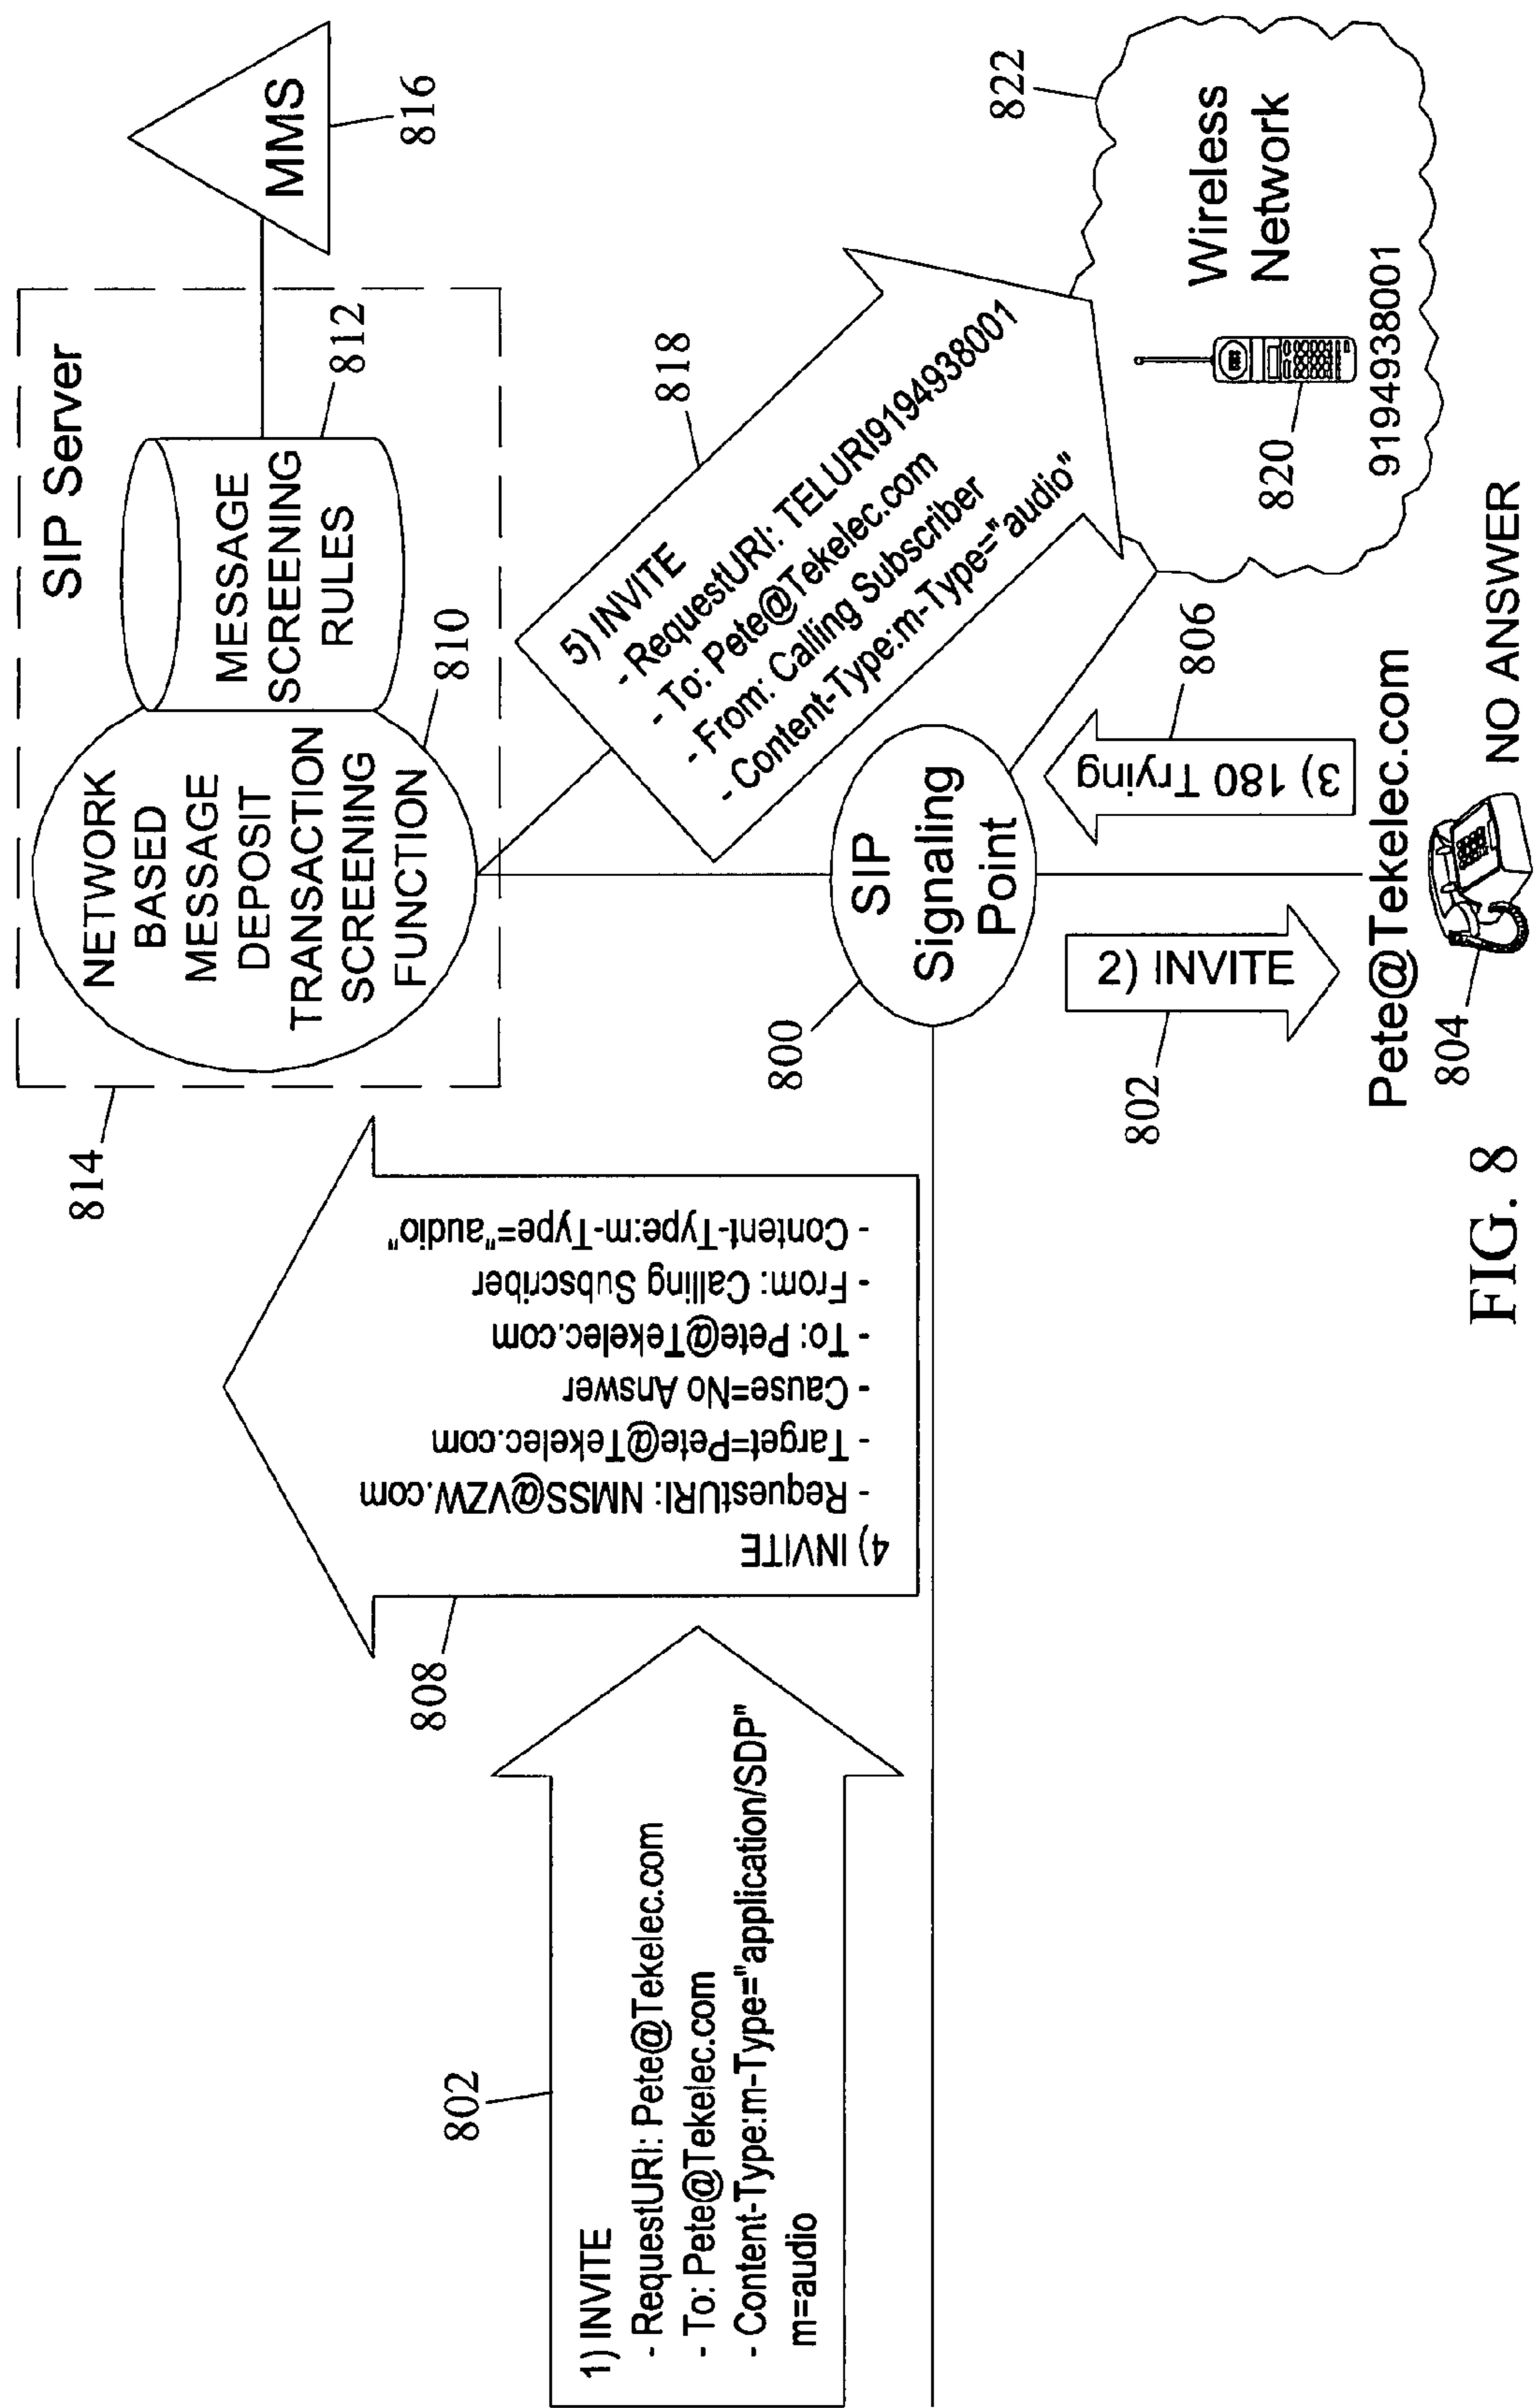 SIP Server
814
NETWORK
BASED
MESSAGE
DEPOSIT
TRANSACTION
SCREENING
FUNCTION
810
MESSAGE
SCREENING
RULES
812
MMS
816
802
1) INVITE
- RequestURI: Pete@Tekelec.com
- To: Pete@Tekelec.com
- Content-Type:m-Type="application/SDP"
m=audio
808
4) INVITE
- RequestURI: NMSS@VZW.com
- Target=Pete@Tekelec.com
- Cause=No Answer
- To: Pete@Tekelec.com
- From: Calling Subscriber
- Content-Type:m-Type="audio"
818
5) INVITE
- RequestURI: TELURI9194938001
- To: Pete@Tekelec.com
- From: Calling Subscriber
- Content-Type:m-Type="audio"
800
SIP
Signaling
Point
802
2) INVITE
806
3) 180 Trying
822
Wireless
Network
820
9194938001
Pete@Tekelec.com
804
NO ANSWER
FIG. 8